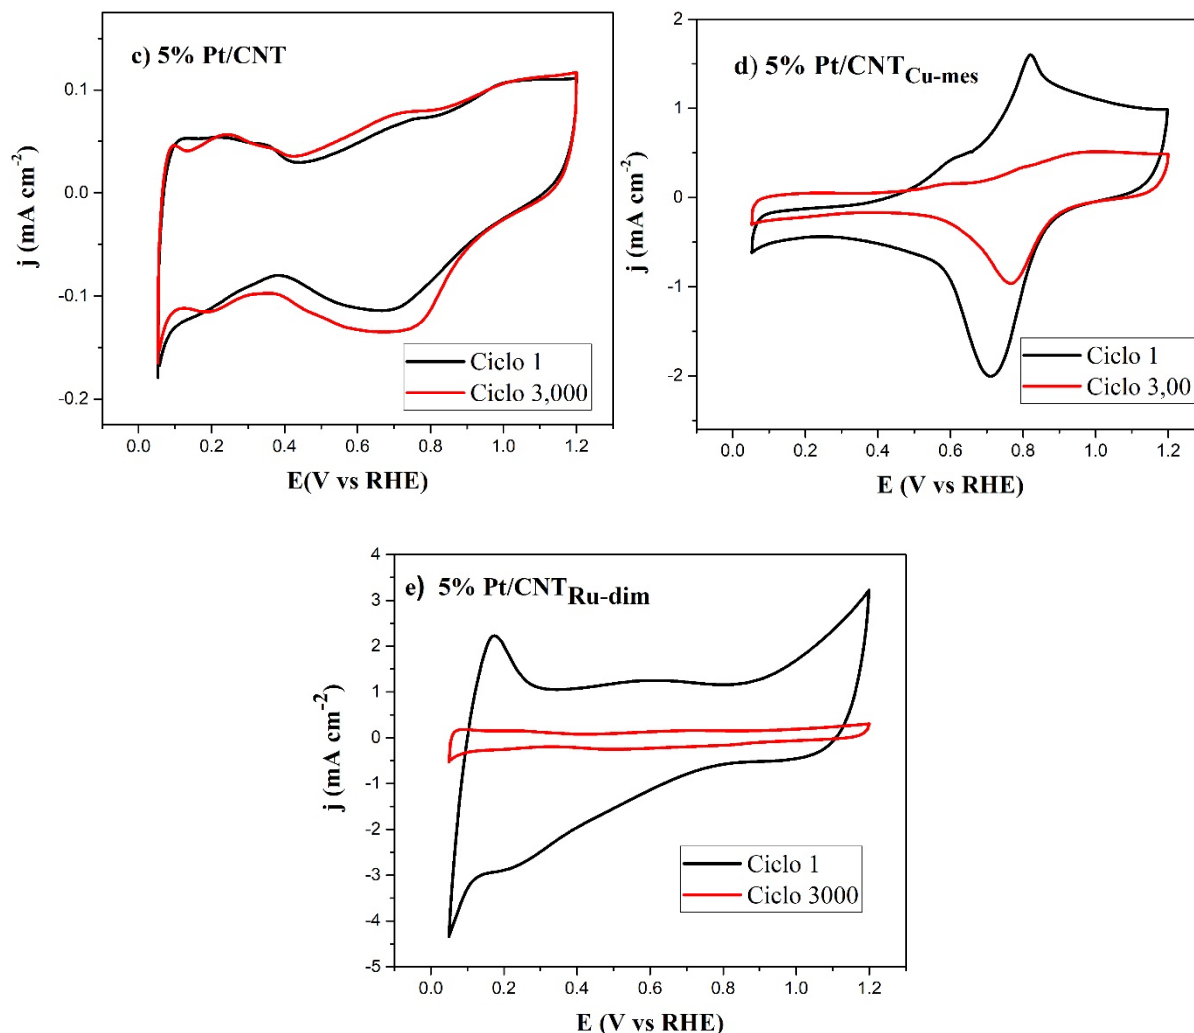 c) 5% Pt/CNT
0.1
0.0
-0.1
-0.2
j (mA cm-2)
Ciclo 1
Ciclo 3,000
0.0 0.2 0.4 0.6 0.8 1.0 1.2
E(V vs RHE)
d) 5% Pt/CNTCu-mes
2
1
0
-1
-2
j (mA cm-2)
Ciclo 1
Ciclo 3,00
0.0 0.2 0.4 0.6 0.8 1.0 1.2
E (V vs RHE)
e) 5% Pt/CNTRu-dim
4
3
2
1
0
-1
-2
-3
-4
-5
j (mA cm-2)
Ciclo 1
Ciclo 3000
0.0 0.2 0.4 0.6 0.8 1.0 1.2
E (V vs RHE)